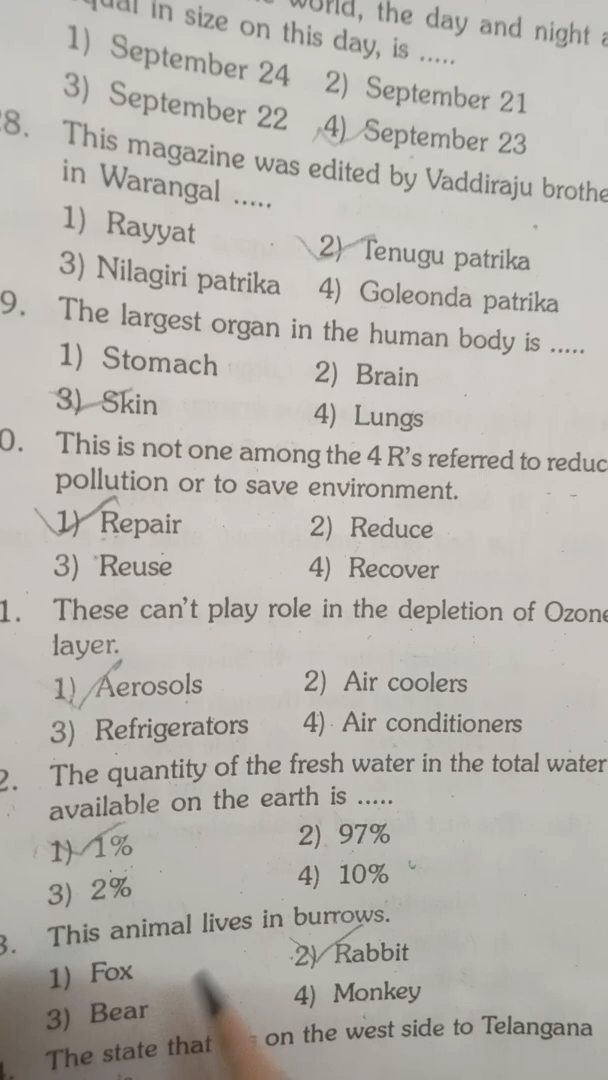 world, the day and night
in size on this day, is .....
1) September 24 2) September 21
3) September 22 4) September 23
8. This magazine was edited by Vaddiraju brothe
in Warangal .....
1) Rayyat 2) Tenugu patrika
3) Nilagiri patrika 4) Goleonda patrika
9. The largest organ in the human body is .....
1) Stomach 2) Brain
3) Skin 4) Lungs
0. This is not one among the 4 R's referred to reduc
pollution or to save environment.
1) Repair 2) Reduce
3) Reuse 4) Recover
1. These can't play role in the depletion of Ozone
layer.
1) Aerosols 2) Air coolers
3) Refrigerators 4) Air conditioners
2. The quantity of the fresh water in the total water
available on the earth is .....
1) 1% 2) 97%
3) 2% 4) 10%
3. This animal lives in burrows.
1) Fox 2) Rabbit
3) Bear 4) Monkey
The state that on the west side to Telangana